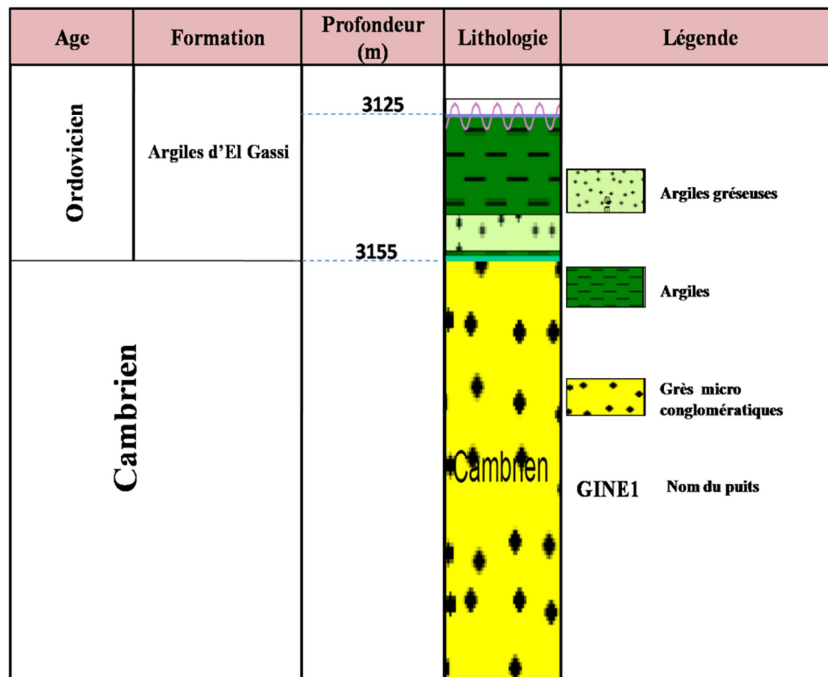 Age
Formation
Profondeur
(m)
Lithologie
Légende
Ordovicien
Argiles d'El Gassi
3125
3155
Argiles gréseuses
Argiles
Cambrien
Grès micro
conglomératiques
Cambrien
GINE1
Nom du puits